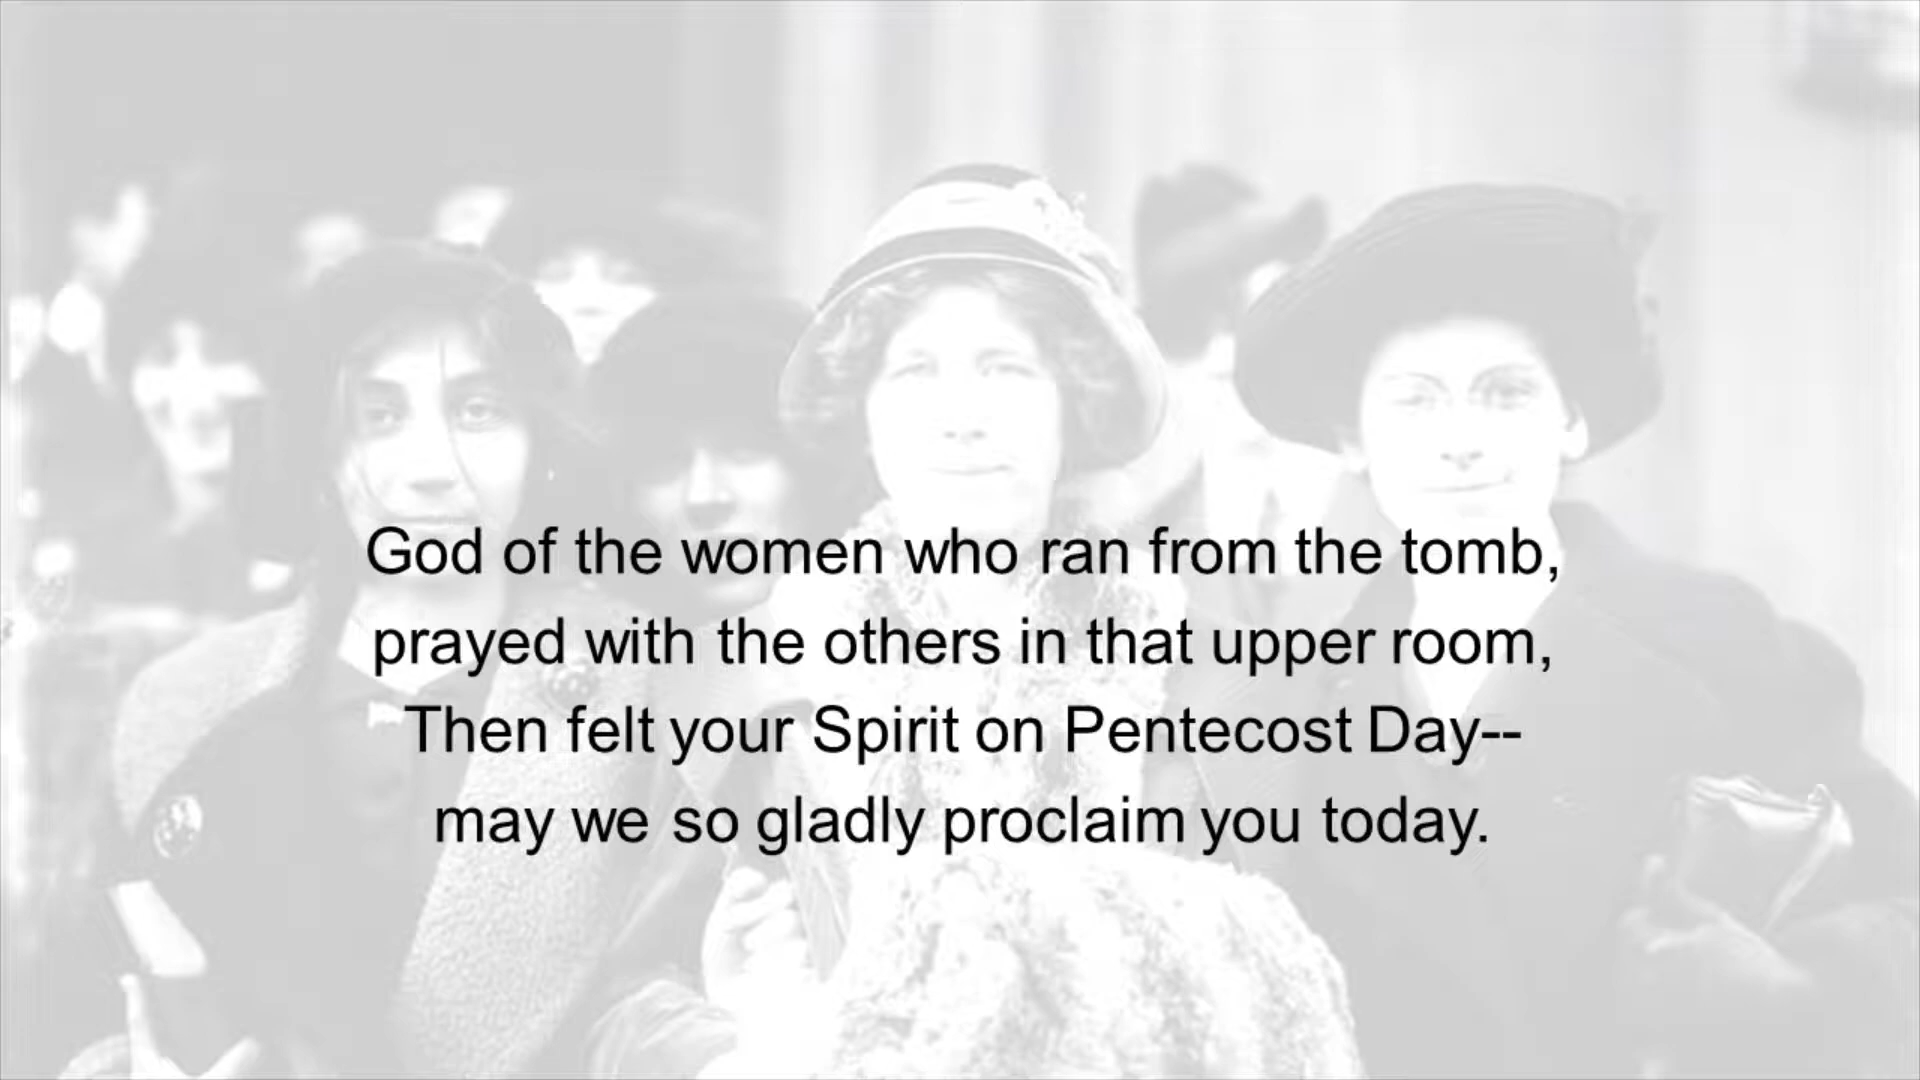 God of the women who ran from the tomb,
prayed with the others in that upper room,
Then felt your Spirit on Pentecost Day--
may we so gladly proclaim you today.